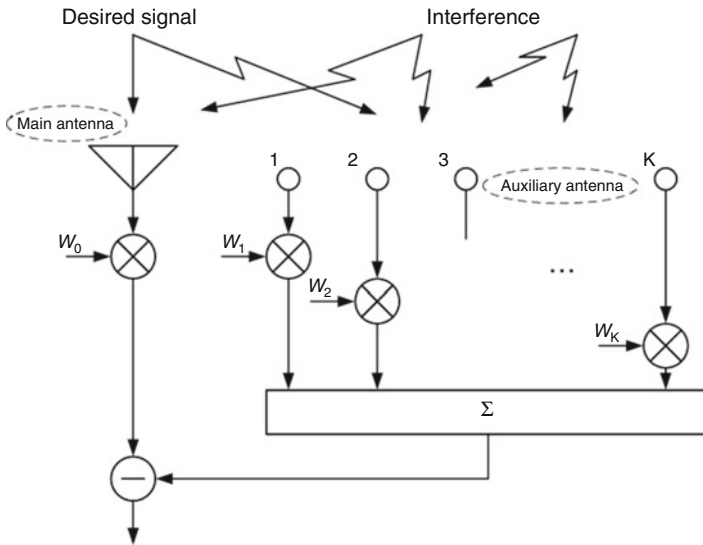 Desired signal
Interference
Main antenna
1
2
3
Auxiliary antenna
K
W0
W1
W2
...
WK
Σ